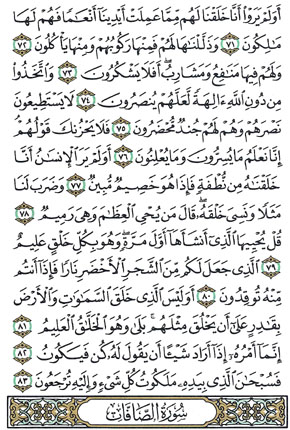 أَوَلَمْ يَرَوْا۟ أَنَّا خَلَقْنَا لَهُم مِّمَّا عَمِلَتْ أَيْدِينَآ أَنْعَٰمًا فَهُمْ لَهَا
مَٰلِكُونَ ٧١ وَذَلَّلْنَٰهَا لَهُمْ فَمِنْهَا رَكُوبُهُمْ وَمِنْهَا يَأْكُلُونَ ٧٢
وَلَهُمْ فِيهَا مَنَٰفِعُ وَمَشَارِبُ أَفَلَا يَشْكُرُونَ ٧٣ وَٱتَّخَذُوا۟
مِن دُونِ ٱللَّهِ ءَالِهَةً لَّعَلَّهُمْ يُنصَرُونَ ٧٤ لَا يَسْتَطِيعُونَ
نَصْرَهُمْ وَهُمْ لَهُمْ جُندٌ مُّحْضَرُونَ ٧٥ فَلَا يَحْزُنكَ قَوْلُهُمْ
إِنَّا نَعْلَمُ مَا يُسِرُّونَ وَمَا يُعْلِنُونَ ٧٦ أَوَلَمْ يَرَ ٱلْإِنسَٰنُ أَنَّا
خَلَقْنَٰهُ مِن نُّطْفَةٍ فَإِذَا هُوَ خَصِيمٌ مُّبِينٌ ٧٧ وَضَرَبَ لَنَا
مَثَلًا وَنَسِىَ خَلْقَهُۥ قَالَ مَن يُحْىِ ٱلْعِظَٰمَ وَهِىَ رَمِيمٌ ٧٨
قُلْ يُحْيِيهَا ٱلَّذِىٓ أَنشَأَهَآ أَوَّلَ مَرَّةٍ وَهُوَ بِكُلِّ خَلْقٍ عَلِيمٌ
٧٩ ٱلَّذِى جَعَلَ لَكُم مِّنَ ٱلشَّجَرِ ٱلْأَخْضَرِ نَارًا فَإِذَآ أَنتُم
مِّنْهُ تُوقِدُونَ ٨٠ أَوَلَيْسَ ٱلَّذِى خَلَقَ ٱلسَّمَٰوَٰتِ وَٱلْأَرْضَ
بِقَٰدِرٍ عَلَىٰٓ أَن يَخْلُقَ مِثْلَهُم بَلَىٰ وَهُوَ ٱلْخَلَّٰقُ ٱلْعَلِيمُ ٨١
إِنَّمَآ أَمْرُهُۥٓ إِذَآ أَرَادَ شَيْـًٔا أَن يَقُولَ لَهُۥ كُن فَيَكُونُ ٨٢
فَسُبْحَٰنَ ٱلَّذِى بِيَدِهِۦ مَلَكُوتُ كُلِّ شَىْءٍ وَإِلَيْهِ تُرْجَعُونَ ٨٣
سُورَةُ ٱلصَّافَّاتِ